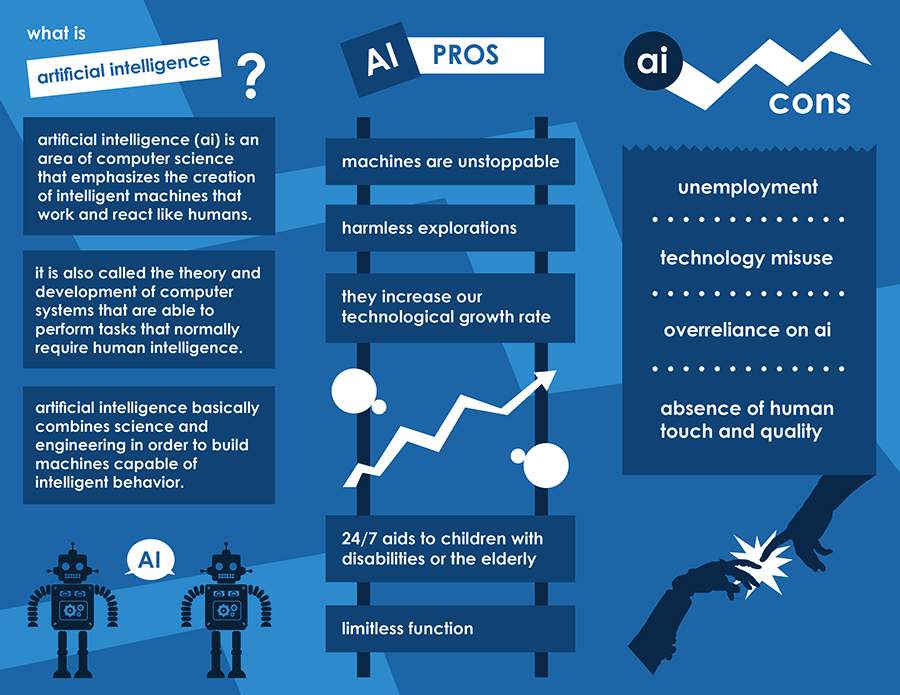 what is
artificial intelligence
?
artificial intelligence (ai) is an
area of computer science
that emphasizes the creation
of intelligent machines that
work and react like humans.
it is also called the theory and
development of computer
systems that are able to
perform tasks that normally
require human intelligence.
artificial intelligence basically
combines science and
engineering in order to build
machines capable of
intelligent behavior.
AI
AI PROS
machines are unstoppable
harmless explorations
they increase our
technological growth rate
24/7 aids to children with
disabilities or the elderly
limitless function
ai
cons
unemployment
technology misuse
overreliance on ai
absence of human
touch and quality